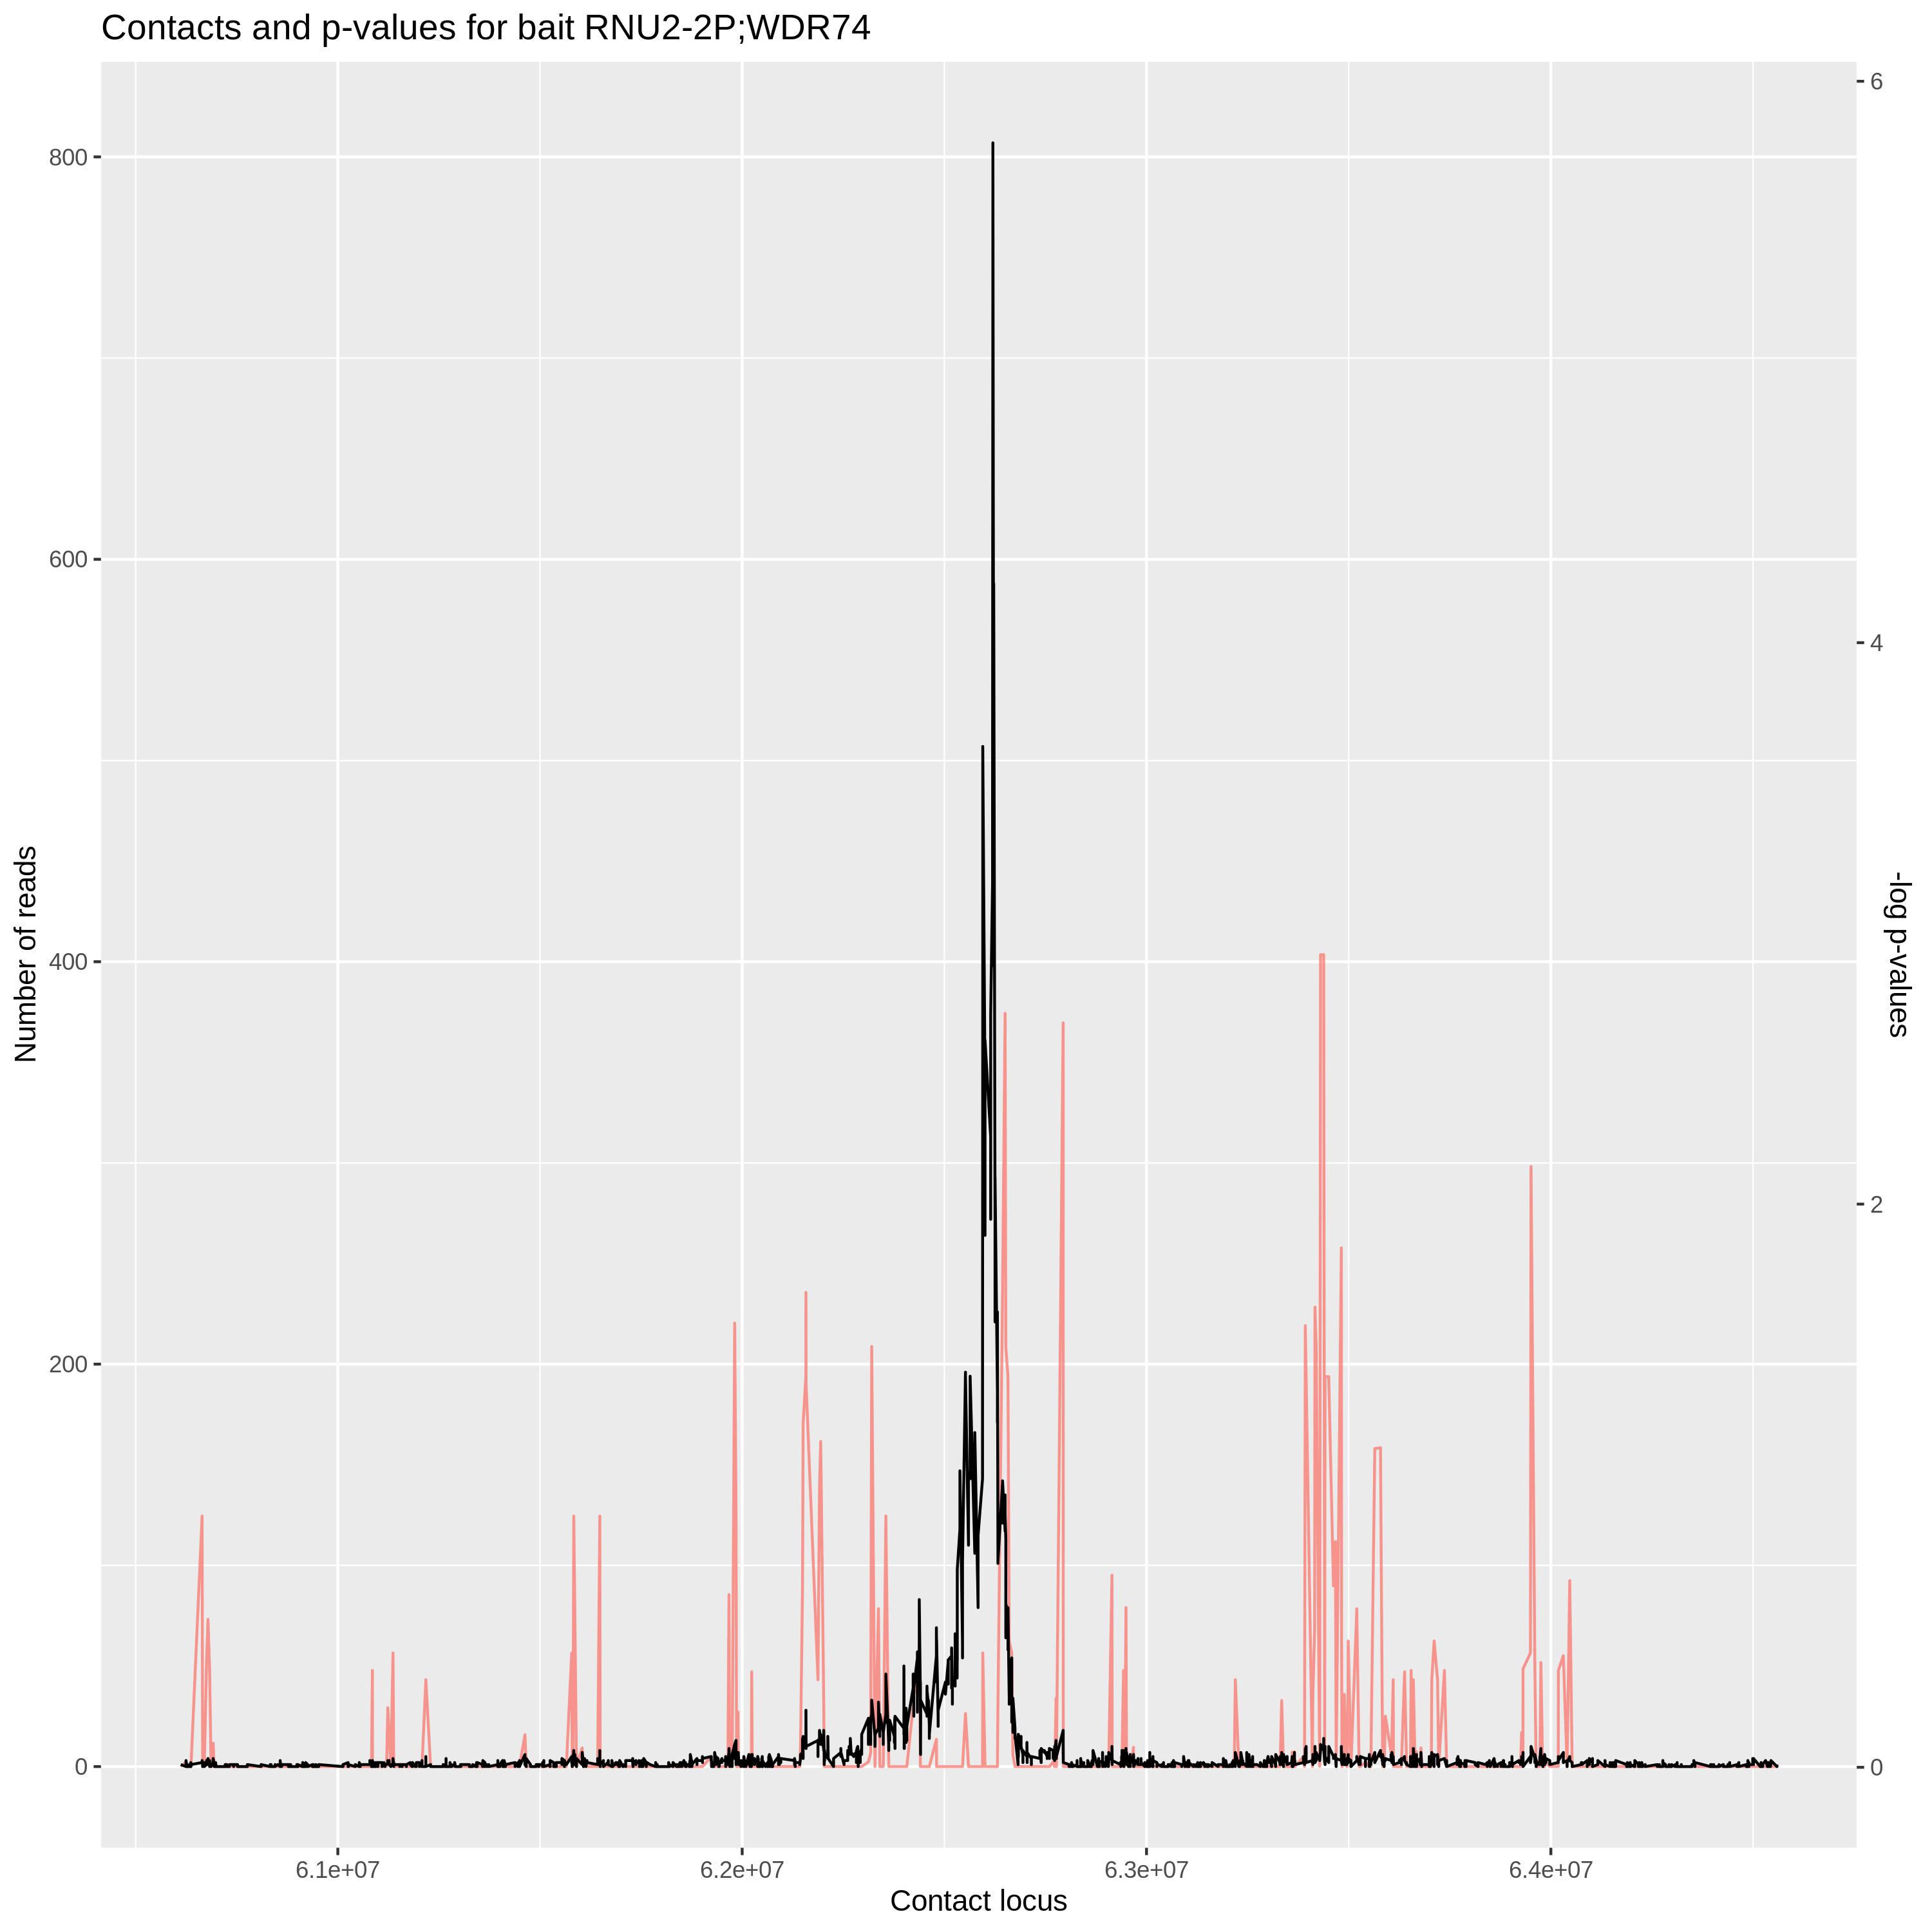 Contacts and p-values for bait RNU2-2P;WDR74
800
600
400
200
0
Number of reads
6
4
2
0
-log p-values
6.1e+07
6.2e+07
6.3e+07
6.4e+07
Contact locus